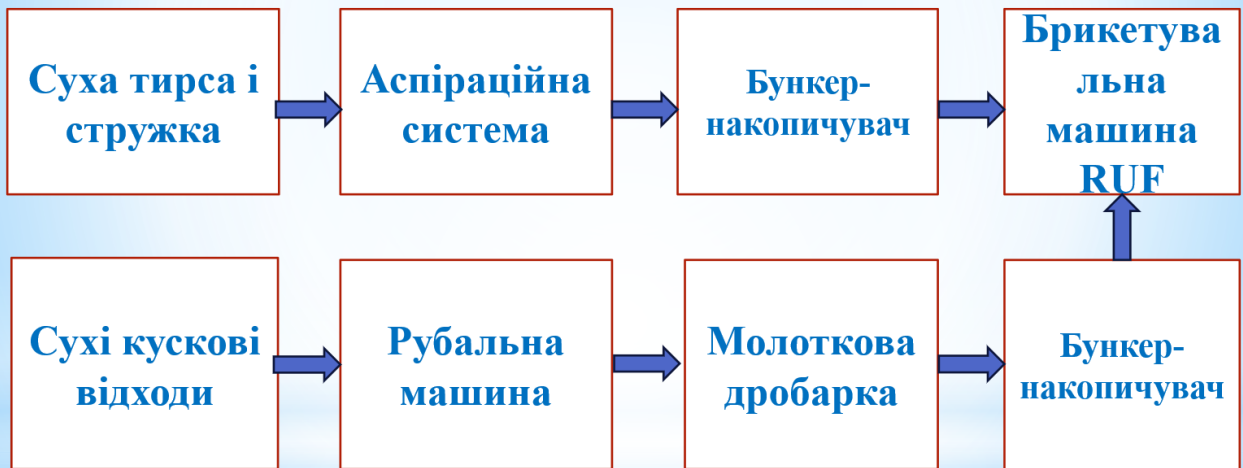 Суха тирса і
стружка
Аспіраційна
система
Бункер-
накопичувач
Брикетува
льна
машина
RUF
Сухі кускові
відходи
Рубальна
машина
Молоткова
дробарка
Бункер-
накопичувач